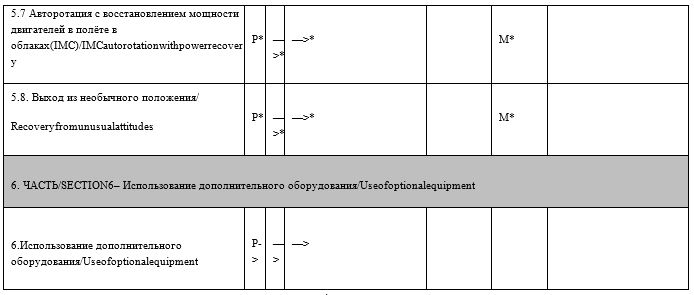 5.7 Авторотация с восстановлением мощности
двигателей в полёте в
облаках(IMC)/IMCautorotationwithpowerrecover
y
P*
—
>*
—>*
M*
5.8. Выход из необычного положения/
Recoveryfromunusualattitudes
P*
—
>*
—>*
M*
6. ЧАСТЬ/SECTION6– Использование дополнительного оборудования/Useofoptionalequipment
6.Использование дополнительного
оборудования/Useofoptionalequipment
P-
>
—
>
—>